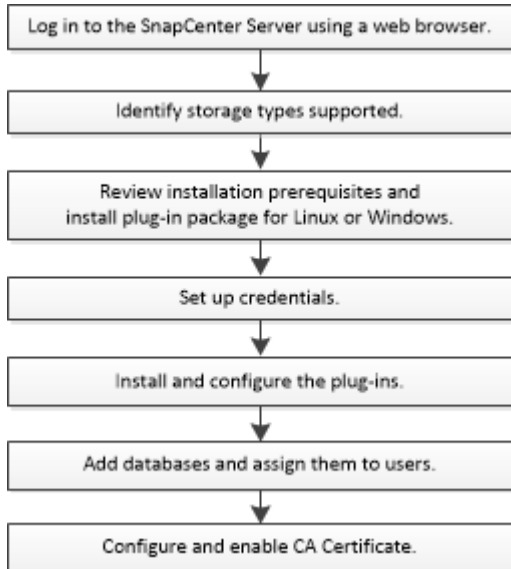 Log in to the SnapCenter Server using a web browser.
Identify storage types supported.
Review installation prerequisites and
install plug-in package for Linux or Windows.
Set up credentials.
Install and configure the plug-ins.
Add databases and assign them to users.
Configure and enable CA Certificate.